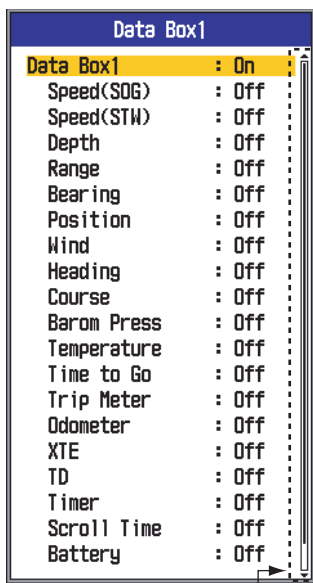 Data Box1
Data Box1 : On
Speed(SOG) : Off
Speed(STW) : Off
Depth : Off
Range : Off
Bearing : Off
Position : Off
Wind : Off
Heading : Off
Course : Off
Barom Press : Off
Temperature : Off
Time to Go : Off
Trip Meter : Off
Odometer : Off
XTE : Off
TD : Off
Timer : Off
Scroll Time : Off
Battery : Off